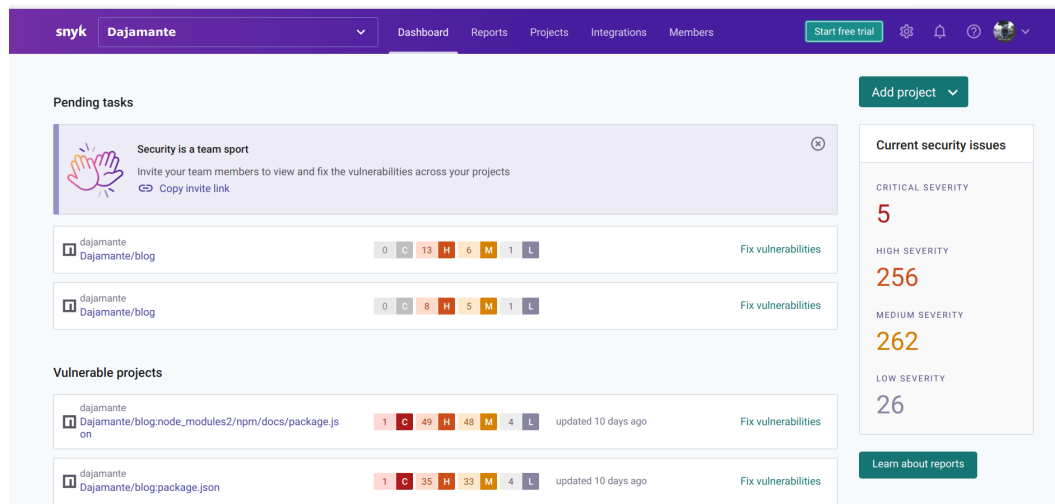 snyk Dajamante Dashboard Reports Projects Integrations Members Start free trial
Add project
Pending tasks
Security is a team sport
Invite your team members to view and fix the vulnerabilities across your projects
Copy invite link
dajamante
Dajamante/blog
0 C 13 H 6 M 1 L
Fix vulnerabilities
dajamante
Dajamante/blog
0 C 8 H 5 M 1 L
Fix vulnerabilities
Vulnerable projects
dajamante
Dajamante/blog:node_modules2/npm/docs/package.js
on
1 C 49 H 48 M 4 L
updated 10 days ago
Fix vulnerabilities
dajamante
Dajamante/blog:package.json
1 C 35 H 33 M 4 L
updated 10 days ago
Fix vulnerabilities
Current security issues
CRITICAL SEVERITY
5
HIGH SEVERITY
256
MEDIUM SEVERITY
262
LOW SEVERITY
26
Learn about reports